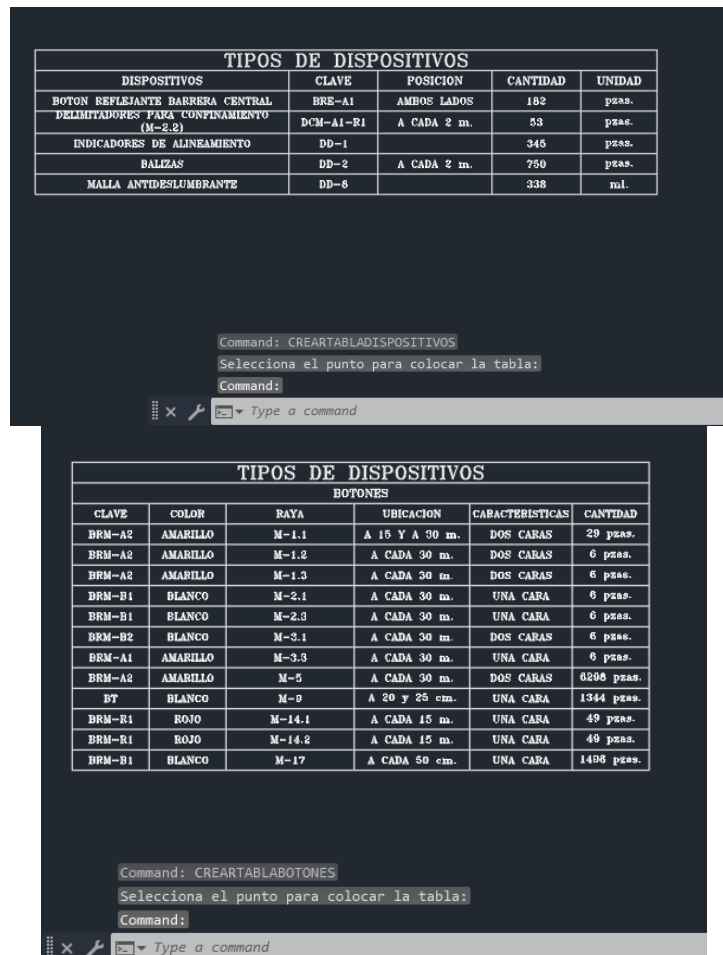 TIPOS DE DISPOSITIVOS
DISPOSITIVOS CLAVE POSICION CANTIDAD UNIDAD
BOTON REFLEJANTE BARRERA CENTRAL BRE-A1 AMBOS LADOS 182 pzas.
DELIMITADORES PARA CONFINAMIENTO
(M-2.2) DCM-A1-R1 A CADA 2 m. 53 pzas.
INDICADORES DE ALINEAMIENTO DD-1 pzas.
BALIZAS DD-2 A CADA 2 m. 750 pzas.
MALLA ANTIDESLUMBRANTE 338 ml.
Command: CREARTABLADISPOSITIVOS
Selecciona el punto para colocar la tabla:
Command:
Type a command
TIPOS DE DISPOSITIVOS
BOTONES
CLAVE COLOR RAYA UBICACION CARACTERISTICAS CANTIDAD
BRM-A2 AMARILLO M-1.1 A 15 Y A 30 m. DOS CARAS 29 pzas.
BRM-A2 AMARILLO M-1.2 A CADA 30 m. DOS CARAS 6 pzas.
BRM-A2 AMARILLO M-1.3 A CADA 30 m. DOS CARAS 6 pzas.
BRM-B1 BLANCO M-2.1 A CADA 30 m. UNA CARA 6 pzas.
BRM-B1 BLANCO M-2.3 A CADA 30 m. UNA CARA 6 pzas.
BRM-B2 BLANCO M-3.1 A CADA 30 m. DOS CARAS 6 pzas.
BRM-A1 AMARILLO M-3.3 A CADA 30 m. UNA CARA 6 pzas.
BRM-A2 AMARILLO M-5 A CADA 30 m. DOS CARAS pzas.
BT BLANCO M-9 A 20 y 25 cm. UNA CARA 1344 pzas.
BRM-R1 ROJO M-14.1 A CADA 15 m. UNA CARA 49 pzas.
BRM-R1 ROJO M-14.2 A CADA 15 m. UNA CARA 49 pzas.
BRM-B1 BLANCO M-17 A CADA 50 cm. UNA CARA pzas.
Command: CREARTABLABOTONES
Selecciona el punto para colocar la tabla:
Command:
Type a command